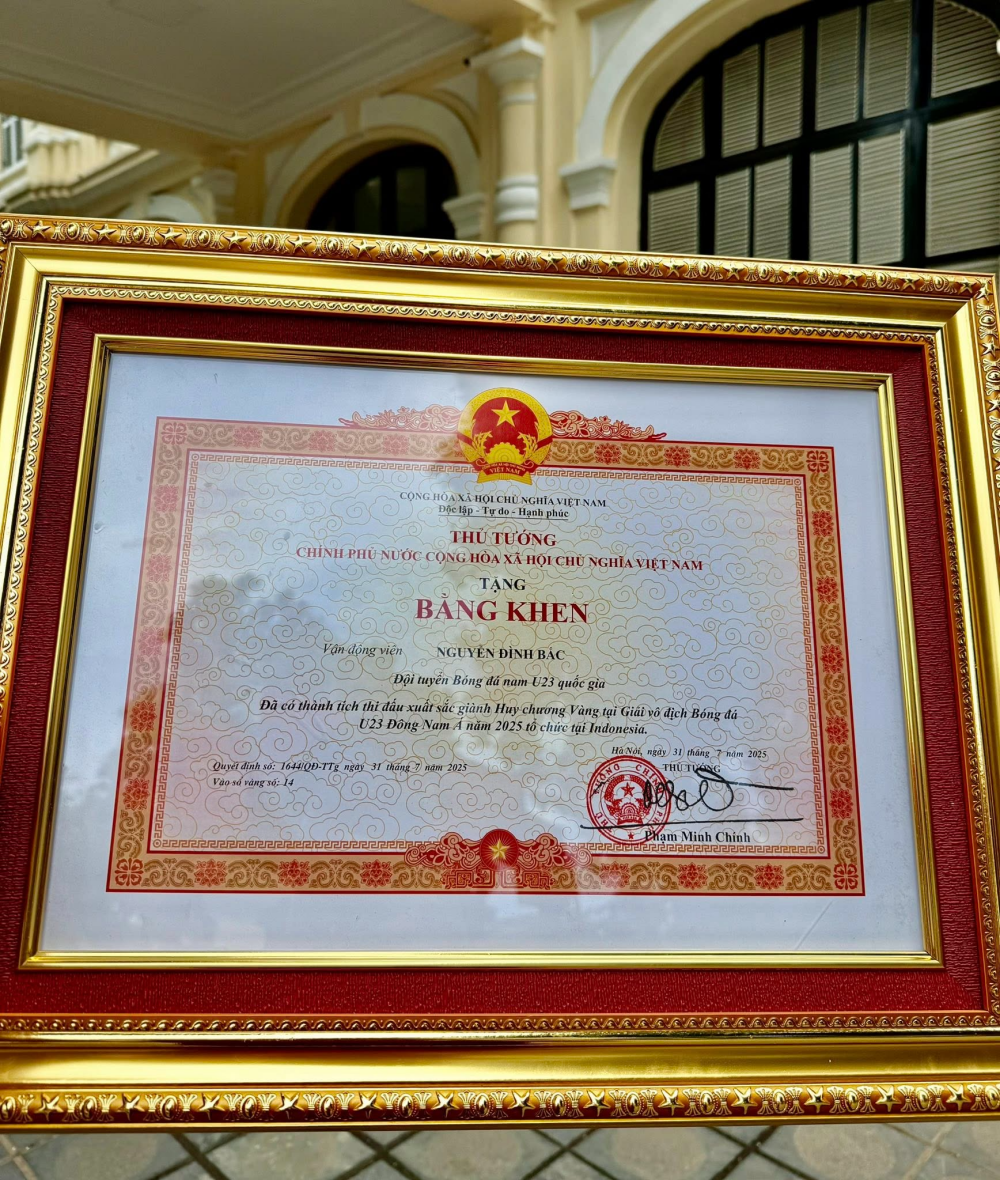 VIỆT NAM
CỘNG HÒA XÃ HỘI CHỦ NGHĨA VIỆT NAM
Độc lập - Tự do - Hạnh phúc
THỦ TƯỚNG
CHÍNH PHỦ NƯỚC CỘNG HÒA XÃ HỘI CHỦ NGHĨA VIỆT NAM
TẶNG
BẰNG KHEN
Vận động viên NGUYỄN ĐÌNH BẮC
Đội tuyển Bóng đá nam U23 quốc gia
Đã có thành tích thi đấu xuất sắc giành Huy chương Vàng tại Giải vô địch Bóng đá
U23 Đông Nam Á năm 2025 tổ chức tại Indonesia.
Hà Nội, ngày 31 tháng 7 năm 2025
Quyết định số: 1644/QĐ-TTg ngày 31 tháng 7 năm 2025
THỦ TƯỚNG
Vào sổ vàng số: 14
Phạm Minh Chính